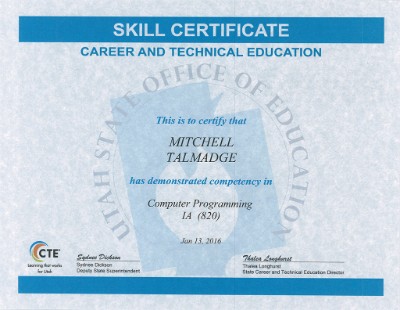 SKILL CERTIFICATE
CAREER AND TECHNICAL EDUCATION
UTAH STATE OFFICE OF EDUCATION
This is to certify that
MITCHELL
TALMADGE
has demonstrated competency in
Computer Programming
IA (820)
Jan 13, 2016
CTE
Learning that works
for Utah
Sydnee Dickson
Sydnee Dickson
Deputy State Superintendent
Thalea Longhurst
Thalea Longhurst
State Career and Technical Education Director